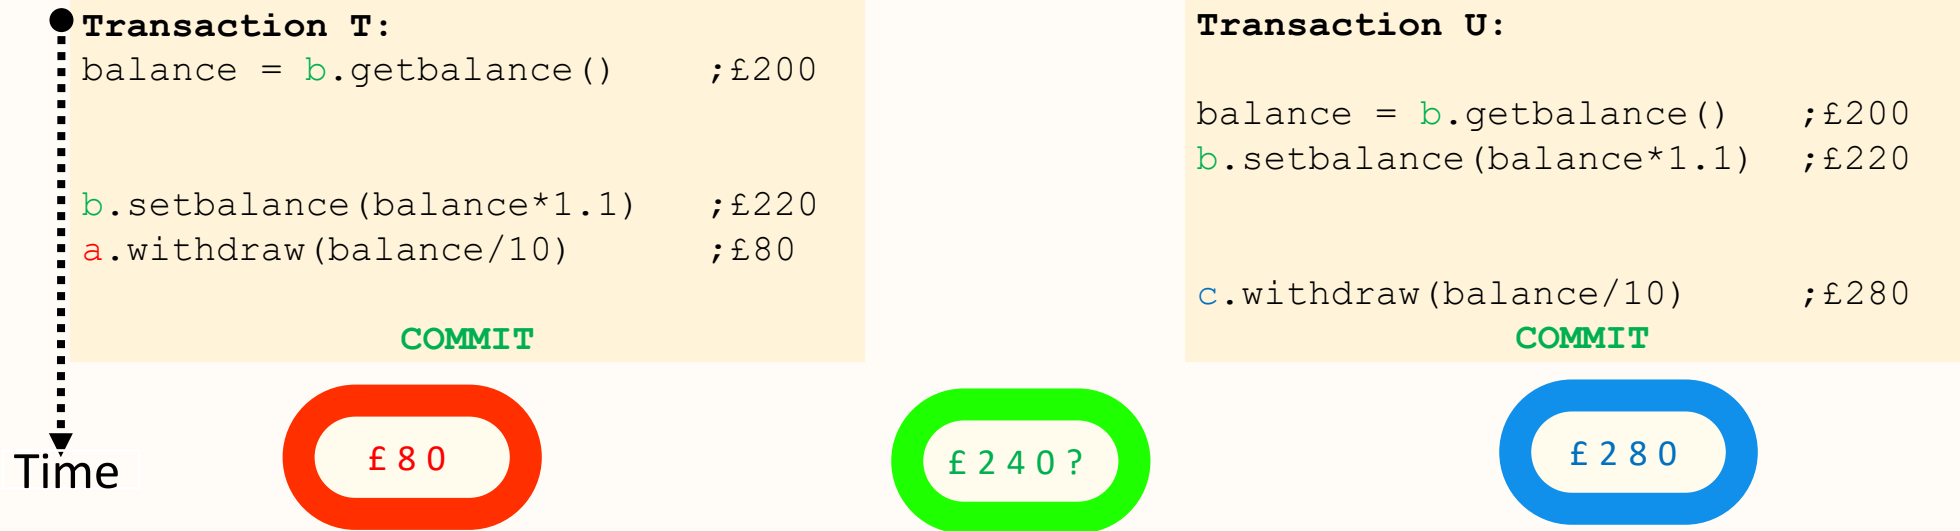 Transaction T:
balance = b.getbalance() ;£200
b.setbalance(balance*1.1) ;£220
a.withdraw(balance/10) ;£80
COMMIT
Transaction U:
balance = b.getbalance() ;£200
b.setbalance(balance*1.1) ;£220
c.withdraw(balance/10) ;£280
COMMIT
Time
£80
£240?
£280